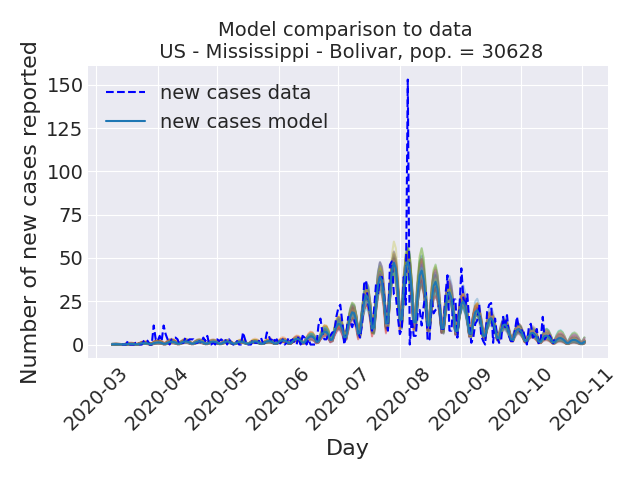 Model comparison to data
US - Mississippi - Bolivar, pop. = 30628
Number of new cases reported
150
125
100
75
50
25
0
new cases data
new cases model
2020-03
2020-04
2020-05
2020-06
2020-07
2020-08
2020-09
2020-10
2020-11
Day